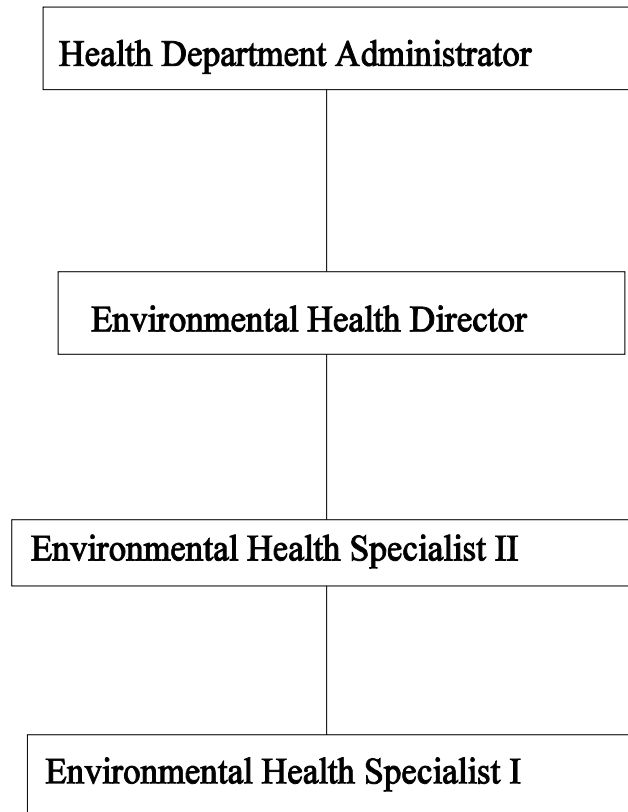 Health Department Administrator
Environmental Health Director
Environmental Health Specialist II
Environmental Health Specialist I